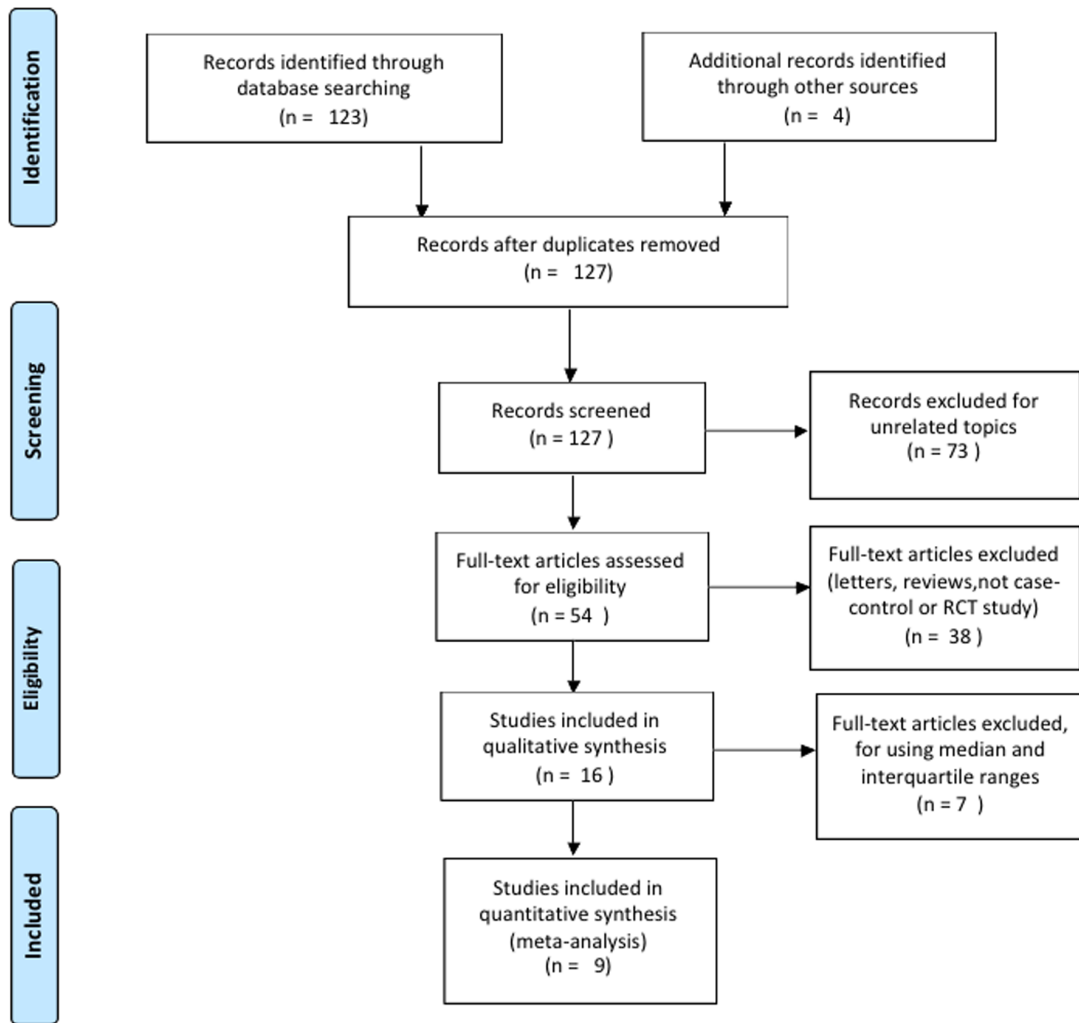 Identification
Records identified through
database searching
(n = 123)
Additional records identified
through other sources
(n = 4)
Records after duplicates removed
(n = 127)
Screening
Records screened
(n = 127 )
Records excluded for
unrelated topics
(n = 73 )
Eligibility
Full-text articles assessed
for eligibility
(n = 54 )
Full-text articles excluded
(letters, reviews,not case-
control or RCT study)
(n = 38 )
Studies included in
qualitative synthesis
(n = 16 )
Full-text articles excluded,
for using median and
interquartile ranges
(n = 7 )
Included
Studies included in
quantitative synthesis
(meta-analysis)
(n = 9)